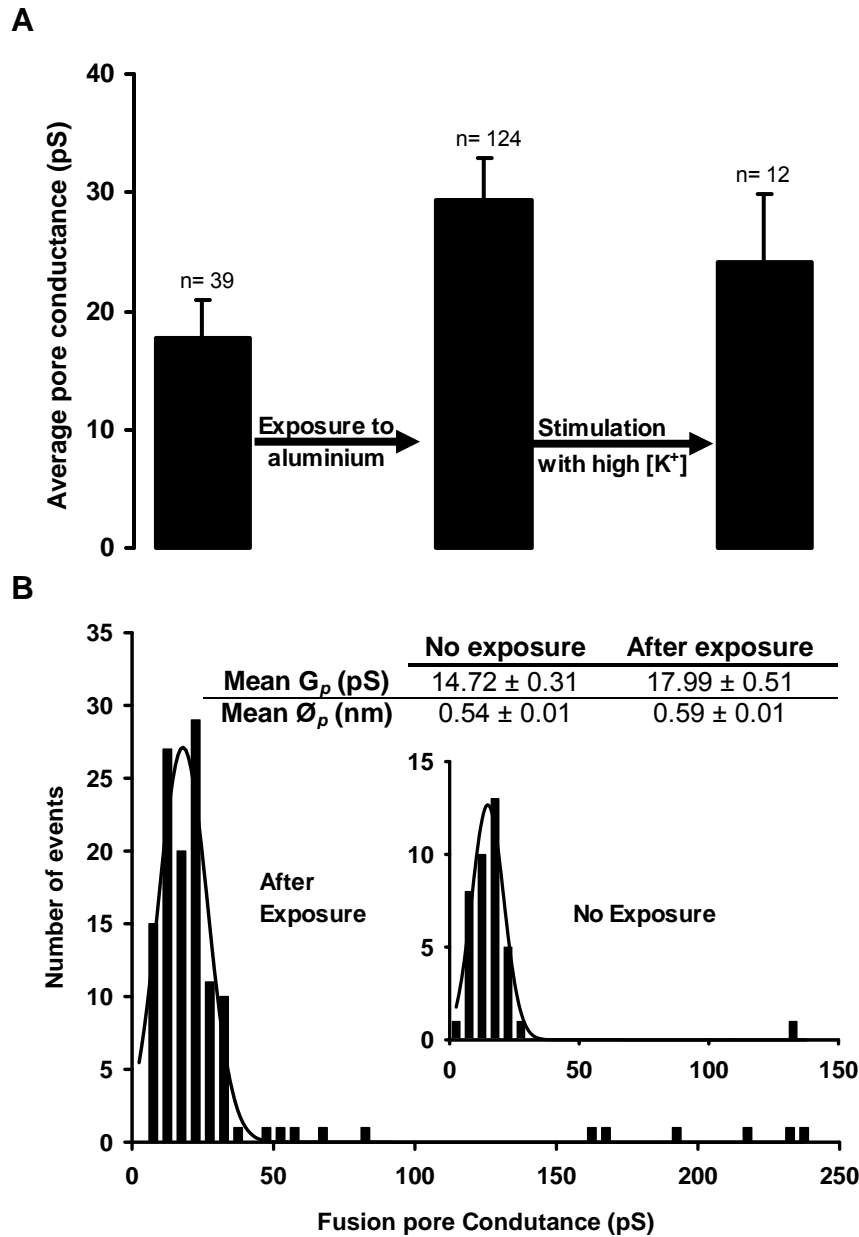 A
Average pore conductance (pS)
40
30
20
10
0
n= 39
n= 124
n= 12
Exposure to
aluminium
Stimulation
with high [K⁺]
B
Number of events
35
30
25
20
15
10
5
0
No exposure After exposure
Mean Gₚ (pS) 14.72 ± 0.31 17.99 ± 0.51
Mean Øₚ (nm) 0.54 ± 0.01 0.59 ± 0.01
After
Exposure
15
10
5
0
No Exposure
0 50 100 150
0 50 100 150 200 250
Fusion pore Condutance (pS)